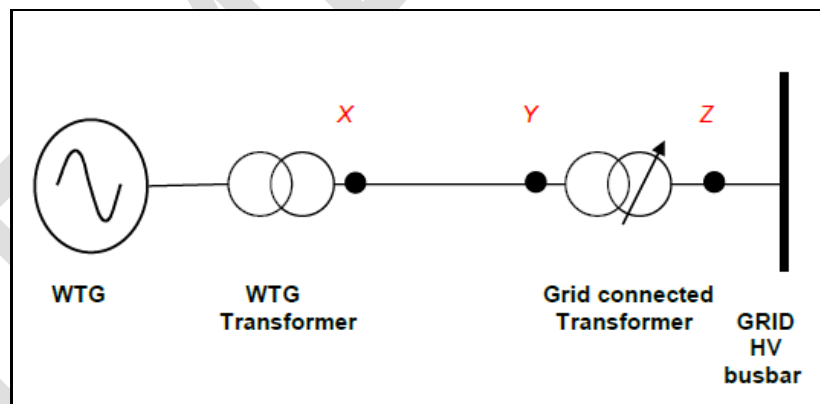 X Y Z
WTG
WTG
Transformer
Grid connected
Transformer
GRID
HV
busbar